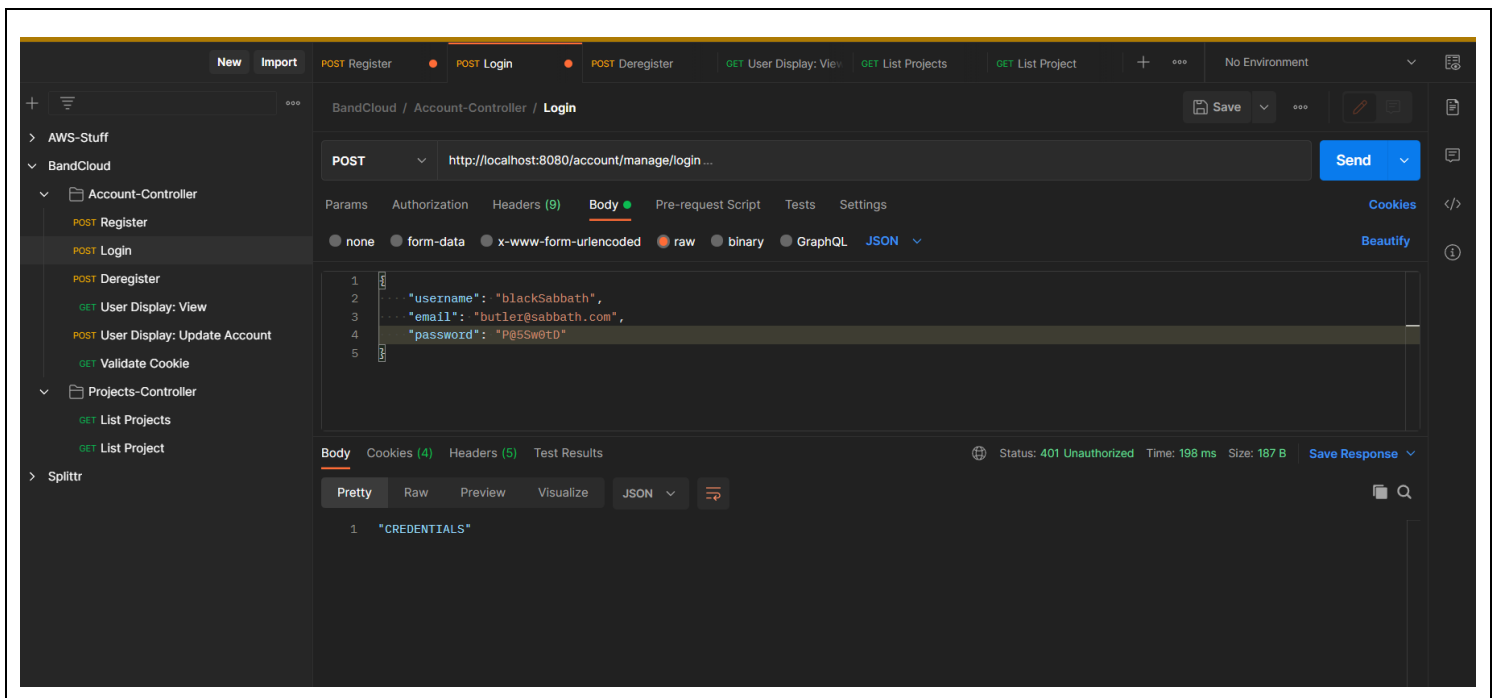 New Import POST Register POST Login POST Deregister GET User Display: View GET List Projects GET List Project No Environment
BandCloud / Account-Controller / Login Save
AWS-Stuff
BandCloud
Account-Controller
POST Register
POST Login
POST Deregister
GET User Display: View
POST User Display: Update Account
GET Validate Cookie
Projects-Controller
GET List Projects
GET List Project
Splittr
POST http://localhost:8080/account/manage/login ... Send
Params Authorization Headers (9) Body Pre-request Script Tests Settings Cookies
none form-data x-www-form-urlencoded raw binary GraphQL JSON Beautify
1 {
2 "username": "blackSabbath",
3 "email": "butler@sabbath.com",
4 "password": "P@5Sw0tD"
5 }
Body Cookies (4) Headers (5) Test Results Status: 401 Unauthorized Time: 198 ms Size: 187 B Save Response
Pretty Raw Preview Visualize JSON
1 "CREDENTIALS"